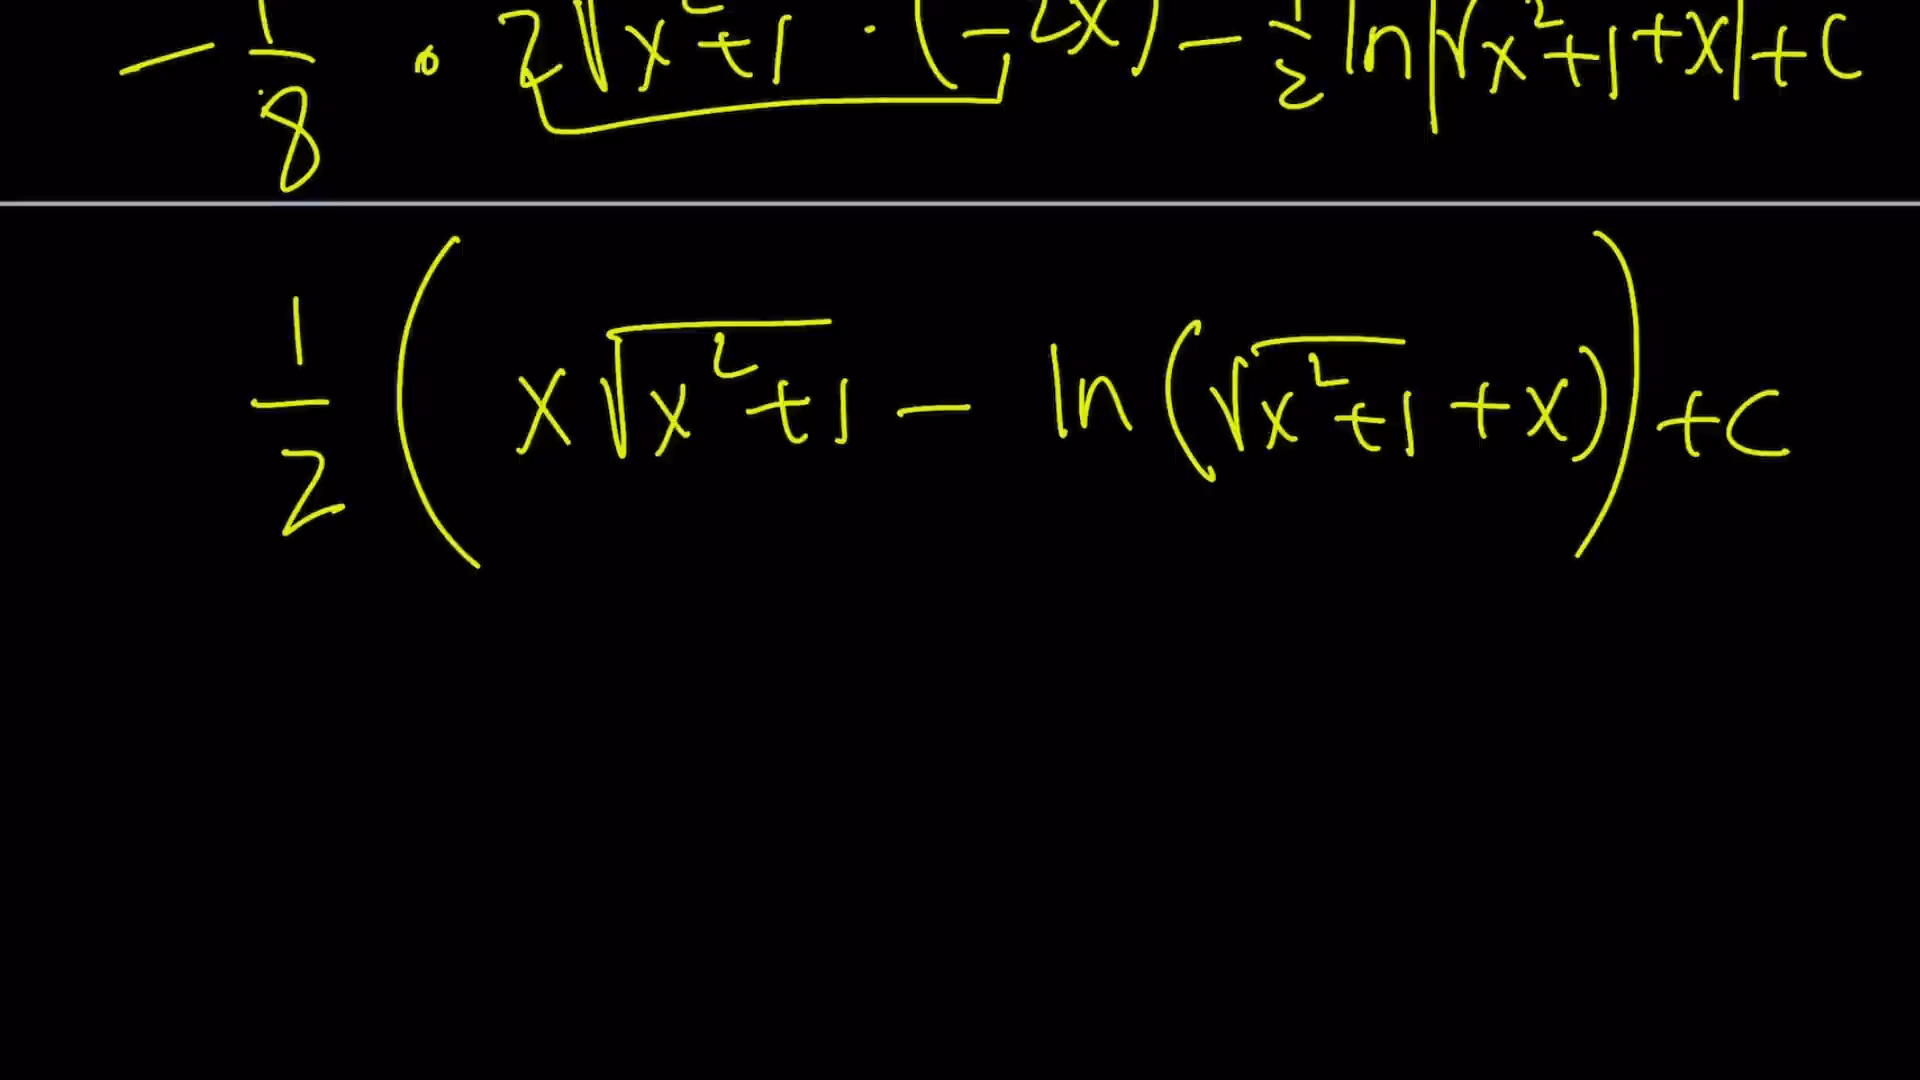 - 1/8 · 2√x²+1 · (-2x) - 1/2 ln|√x²+1 + x| + C
1/2 (x√(x²+1) - ln(√(x²+1) + x)) + C